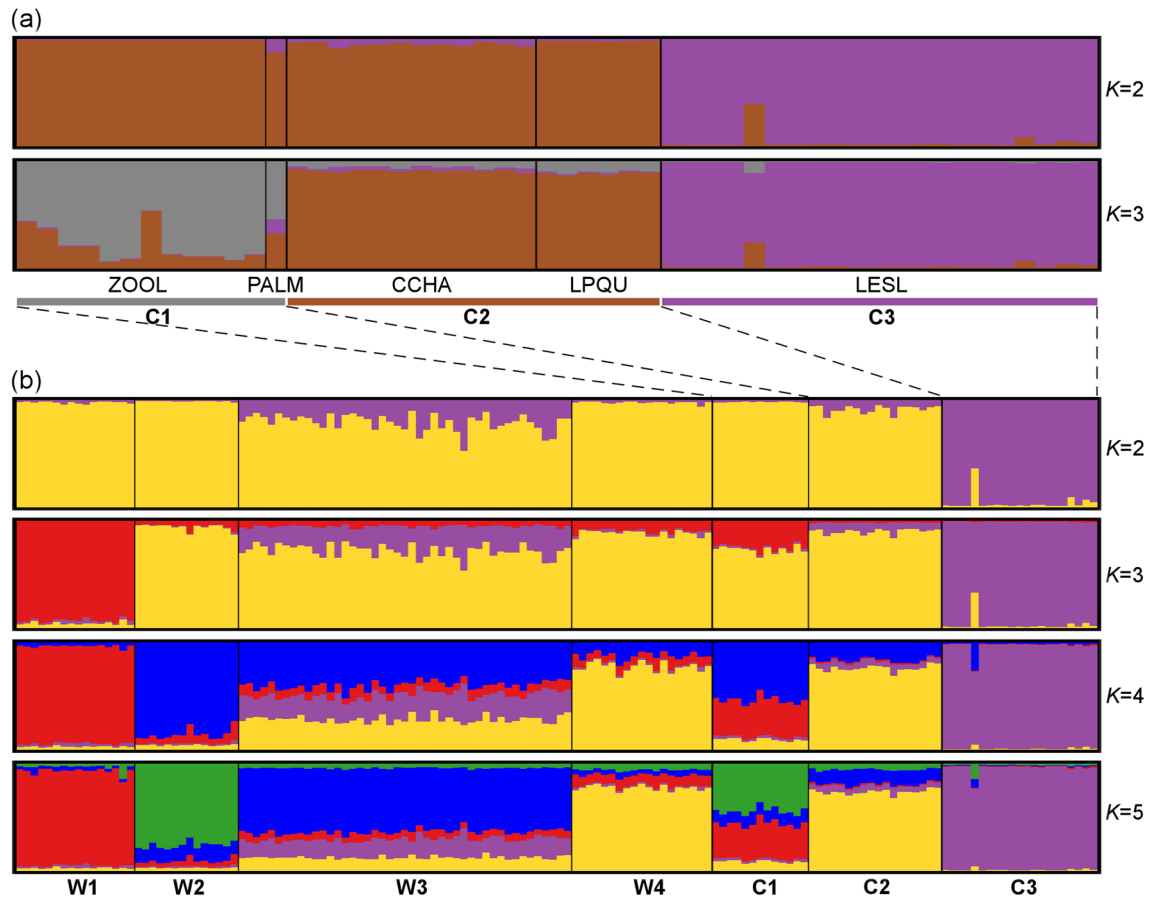 (a)
K=2
K=3
ZOOL PALM CCHA LPQU LESL
C1 C2 C3
(b)
K=2
K=3
K=4
K=5
W1 W2 W3 W4 C1 C2 C3